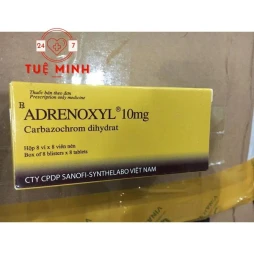 24 7
TUỆ MINH
Thuốc bán theo đơn
Prescription only medicine
R ADRENOXYL® 10mg
Carbazochrom dihydrat
Hộp 8 vỉ x 8 viên nén
Box of 8 blisters x 8 tablets
CTY CPDP SANOFI-SYNTHELABO VIỆT NAM